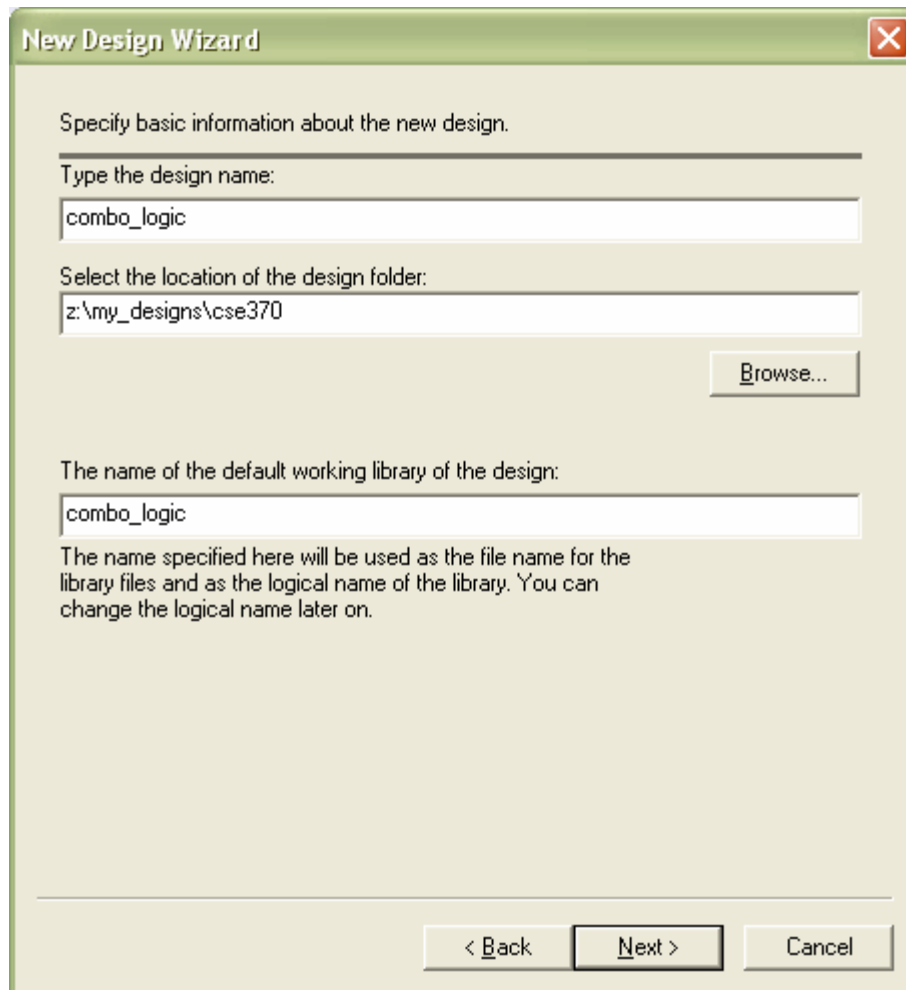 New Design Wizard
Specify basic information about the new design.
Type the design name:
combo_logic
Select the location of the design folder:
z:\my_designs\cse370
Browse...
The name of the default working library of the design:
combo_logic
The name specified here will be used as the file name for the
library files and as the logical name of the library. You can
change the logical name later on.
< Back Next > Cancel